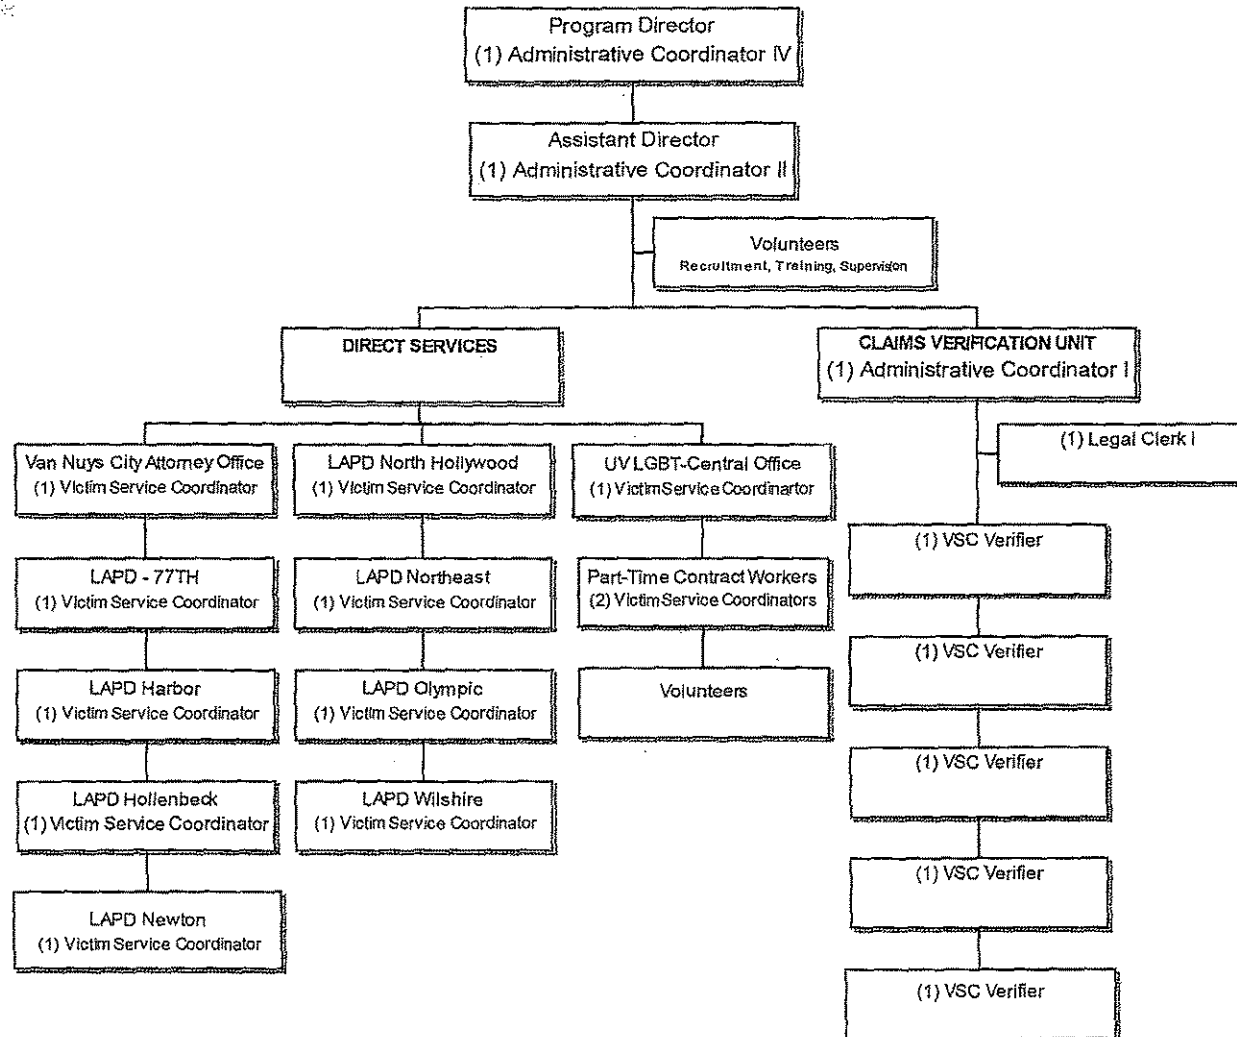 Program Director
(1) Administrative Coordinator IV
Assistant Director
(1) Administrative Coordinator II
Volunteers
Recruitment, Training, Supervision
DIRECT SERVICES
CLAIMS VERIFICATION UNIT
(1) Administrative Coordinator I
(1) Legal Clerk I
Van Nuys City Attorney Office
(1) Victim Service Coordinator
LAPD - 77TH
(1) Victim Service Coordinator
LAPD Harbor
(1) Victim Service Coordinator
LAPD Hollenbeck
(1) Victim Service Coordinator
LAPD Newton
(1) Victim Service Coordinator
LAPD North Hollywood
(1) Victim Service Coordinator
LAPD Northeast
(1) Victim Service Coordinator
LAPD Olympic
(1) Victim Service Coordinator
LAPD Wilshire
(1) Victim Service Coordinator
UV LGBT-Central Office
(1) Victim Service Coordinartor
Part-Time Contract Workers
(2) Victim Service Coordinators
Volunteers
(1) VSC Verifier
(1) VSC Verifier
(1) VSC Verifier
(1) VSC Verifier
(1) VSC Verifier